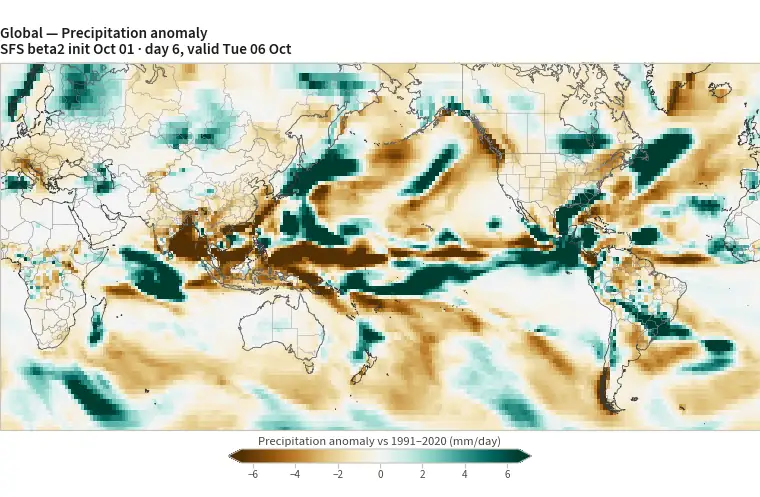 Global — Precipitation anomaly
SFS beta2 init Oct 01 · day 6, valid Tue 06 Oct
Precipitation anomaly vs 1991–2020 (mm/day)
−6 −4 −2 0 2 4 6